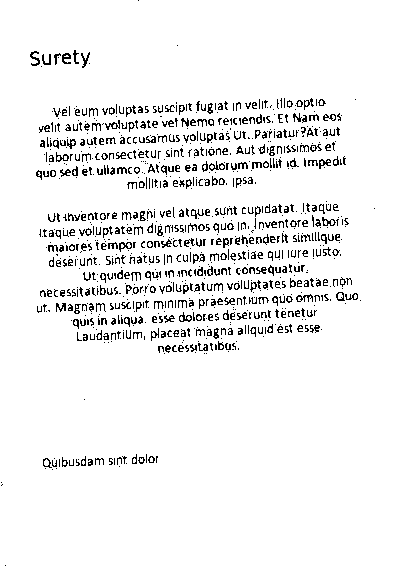 Surety
Vel eum voluptas suscipit fugiat in velit. Illo optio
velit autem voluptate vel Nemo reiciendis. Et Nam eos
aliquip autem accusamus voluptas Ut. Pariatur?At aut
laborum consectetur sint ratione. Aut dignissimos et
quo sed et ullamco. Atque ea dolorum mollit id. Impedit
mollitia explicabo. Ipsa.
Ut inventore magni vel atque sunt cupidatat. Itaque
Itaque voluptatem dignissimos quo in. Inventore laboris
maiores tempor consectetur reprehenderit similique
deserunt. Sint natus in culpa molestiae qui iure iusto.
Ut quidem qui in incididunt consequatur,
necessitatibus. Porro voluptatum voluptates beatae non
ut. Magnam suscipit minima praesentium quo omnis. Quo,
quis in aliqua. esse dolores deserunt tenetur
Laudantium, placeat magna aliquid est esse
necessitatibus.
Quibusdam sint dolor